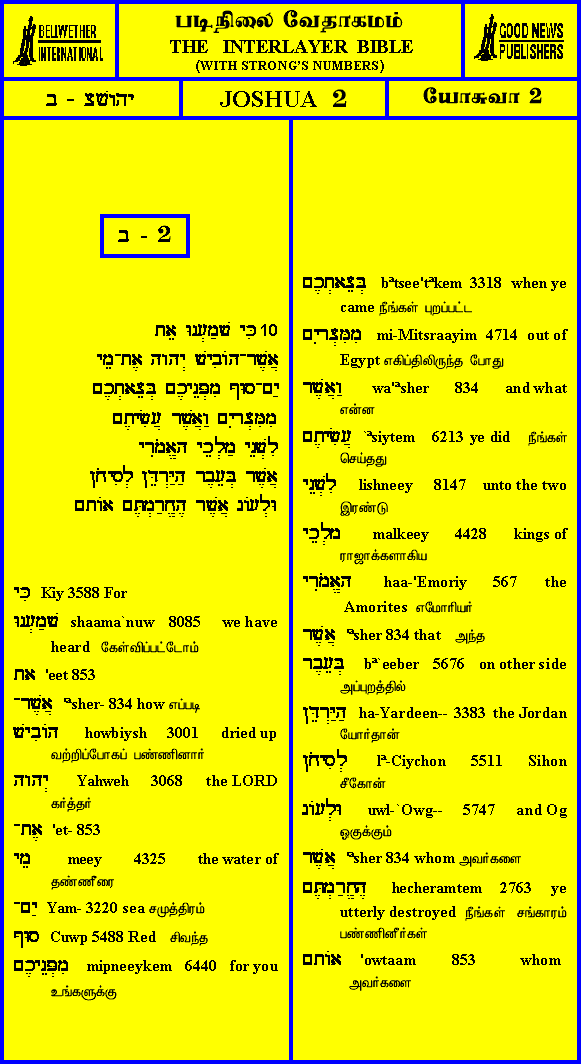 BELLWETHER
INTERNATIONAL
படிநிலை வேதாகமம்
THE INTERLAYER BIBLE
(WITH STRONG'S NUMBERS)
GOOD NEWS
PUBLISHERS
יהושצ - ב
JOSHUA 2
யோசுவா 2
ב - 2
10 כִּי שָׁמַעְנוּ אֵת
אֲשֶׁר־הוֹבִישׁ יְהוָה אֶת־מֵי
יַם־סוּף מִפְּנֵיכֶם בְּצֵאתְכֶם
מִמִּצְרָיִם וַאֲשֶׁר עֲשִׂיתֶם
לִשְׁנֵי מַלְכֵי הָאֱמֹרִי
אֲשֶׁר בְּעֵבֶר הַיַּרְדֵּן לְסִיחֹן
וּלְעוֹג אֲשֶׁר הֶחֱרַמְתֶּם אוֹתָם
כִּי Kiy 3588 For
שָׁמַעְנוּ shaama`nuw 8085 we have
heard கேள்விப்பட்டோம்
את 'eet 853
אֲשֶׁר־ 'ªsher- 834 how எப்படி
הוֹבִישׁ howbiysh 3001 dried up
வற்றிப்போகப் பண்ணினார்
יְהוָה Yahweh 3068 the LORD
கர்த்தர்
אֶת־ 'et- 853
מֵי meey 4325 the water of
தண்ணீரை
יַם־ Yam- 3220 sea சமுத்திரம்
סוּף Cuwp 5488 Red சிவந்த
מִפְּנֵיכֶם mipneeykem 6440 for you
உங்களுக்கு
בְּצֵאתְכֶם bªtsee'tªkem 3318 when ye
came நீங்கள் புறப்பட்ட
מִמִּצְרַיִם mi-Mitsraayim 4714 out of
Egypt எகிப்திலிருந்த போது
וַאֲשֶׁר wa'ªsher 834 and what
என்ன
עֲשִׂיתֶם `ªsiytem 6213 ye did நீங்கள்
செய்தது
לִשְׁנֵי lishneey 8147 unto the two
இரண்டு
מַלְכֵי malkeey 4428 kings of
ராஜாக்களாகிய
הָאֱמֹרִי haa-'Emoriy 567 the
Amorites எமோரியர்
אֲשֶׁר 'ªsher 834 that அந்த
בְּעֵבֶר bª`eeber 5676 on other side
அப்புறத்தில்
הַיַּרְדֵּן ha-Yardeen-- 3383 the Jordan
யோர்தான்
לְסִיחֹן lª-Ciychon 5511 Sihon
சீகோன்
וּלְעוֹג uwl-`Owg-- 5747 and Og
ஓகுக்கும்
אֲשֶׁר 'ªsher 834 whom அவர்களை
הֶחֱרַמְתֶּם hecheramtem 2763 ye
utterly destroyed நீங்கள் சங்காரம்
பண்ணினீர்கள்
אוֹתָם 'owtaam 853 whom
அவர்களை